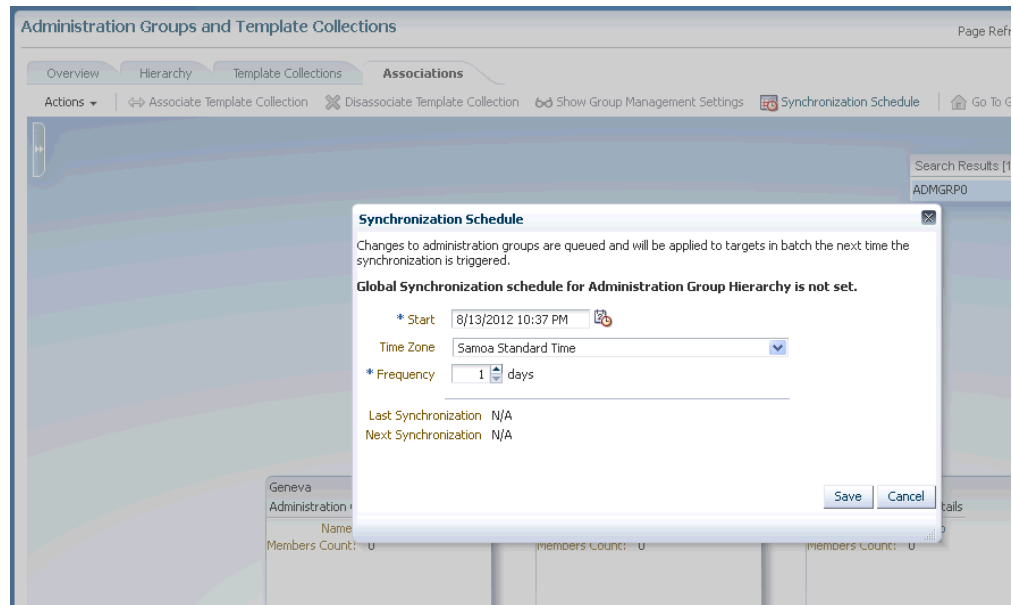 Administration Groups and Template Collections
Page Refr
Overview Hierarchy Template Collections Associations
Actions Associate Template Collection Disassociate Template Collection Show Group Management Settings Synchronization Schedule Go To G
Search Results [1
ADMGRP0
Synchronization Schedule
Changes to administration groups are queued and will be applied to targets in batch the next time the
synchronization is triggered.
Global Synchronization schedule for Administration Group Hierarchy is not set.
* Start 8/13/2012 10:37 PM
Time Zone Samoa Standard Time
* Frequency 1 days
Last Synchronization N/A
Next Synchronization N/A
Save Cancel
Geneva
Administration tails
Name
Members Count: 0 Members Count: 0 Members Count: 0